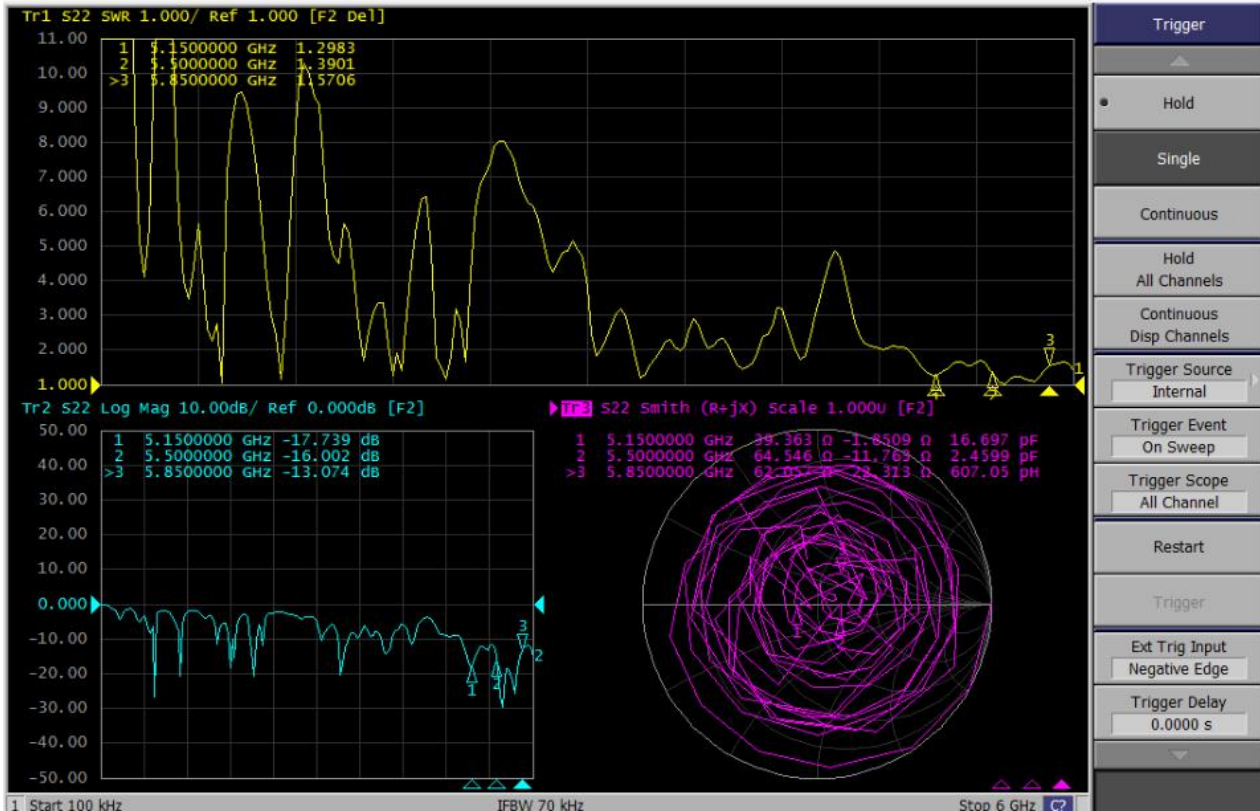 Tr1 S22 SWR 1.000/ Ref 1.000 [F2 Del]
11.00
10.00
9.000
8.000
7.000
6.000
5.000
4.000
3.000
2.000
1.000
1 5.1500000 GHz 1.2983
2 5.5000000 GHz 1.3901
>3 5.8500000 GHz 1.5706
3
1
Tr2 S22 Log Mag 10.00dB/ Ref 0.000dB [F2]
50.00
40.00
30.00
20.00
10.00
0.000
-10.00
-20.00
-30.00
-40.00
-50.00
1 5.1500000 GHz -17.739 dB
2 5.5000000 GHz -16.002 dB
>3 5.8500000 GHz -13.074 dB
3
2
1
2
Tr3 S22 Smith (R+jX) Scale 1.000U [F2]
1 5.1500000 GHz 39.363 Ω -1.8509 Ω 16.697 pF
2 5.5000000 GHz 64.546 Ω -11.763 Ω 2.4599 pF
>3 5.8500000 GHz 607.05 pH
1 Start 100 kHz
IFBW 70 kHz
Stop 6 GHz C?
Trigger
Hold
Single
Continuous
Hold
All Channels
Continuous
Disp Channels
Trigger Source
Internal
Trigger Event
On Sweep
Trigger Scope
All Channel
Restart
Trigger
Ext Trig Input
Negative Edge
Trigger Delay
0.0000 s